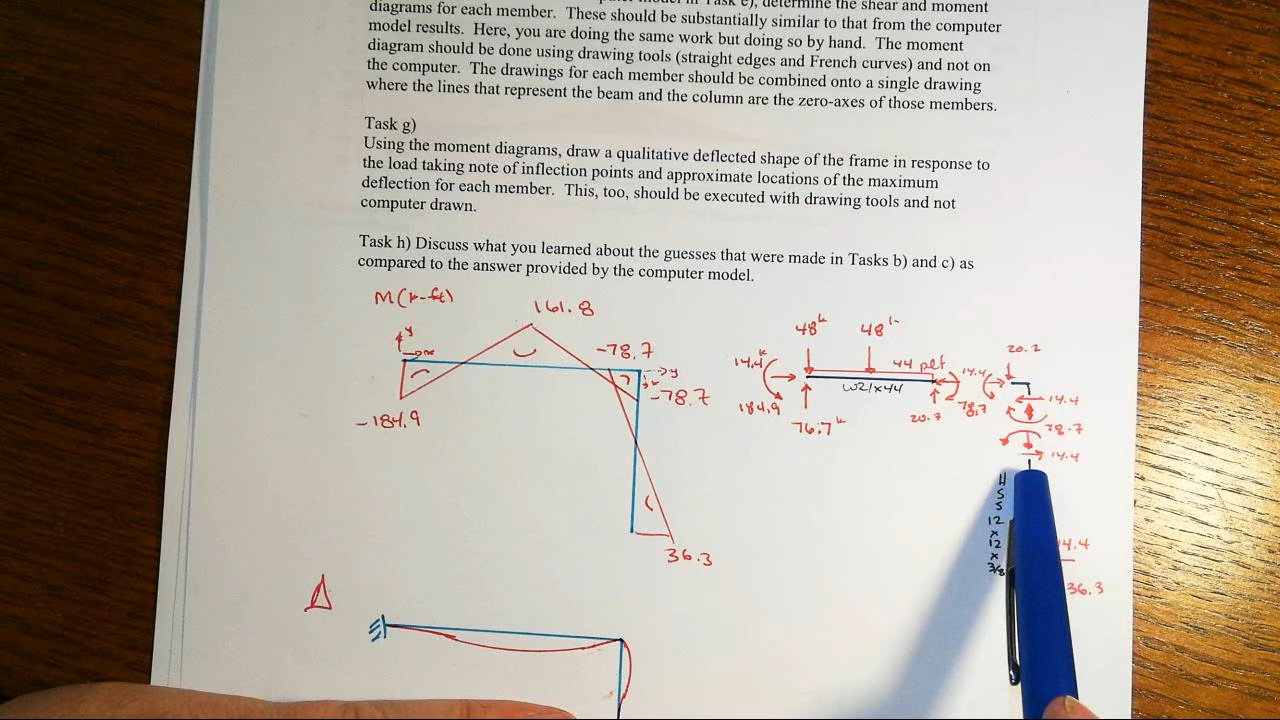 puter model in Task e), determine the shear and moment
diagrams for each member. These should be substantially similar to that from the computer
model results. Here, you are doing the same work but doing so by hand. The moment
diagram should be done using drawing tools (straight edges and French curves) and not on
the computer. The drawings for each member should be combined onto a single drawing
where the lines that represent the beam and the column are the zero-axes of those members.
Task g)
Using the moment diagrams, draw a qualitative deflected shape of the frame in response to
the load taking note of inflection points and approximate locations of the maximum
deflection for each member. This, too, should be executed with drawing tools and not
computer drawn.
Task h) Discuss what you learned about the guesses that were made in Tasks b) and c) as
compared to the answer provided by the computer model.
M(k-ft)
161.8
-78.7
-78.7
-184.9
36.3
y
x
y
x
48k
48k
14.4k
44 plf
W21x44
184.9
76.7k
20.7
78.7
14.4
20.7
14.4
78.7
14.4
H
S
S
12
x
12
x
3/8
14.4
36.3
Δ